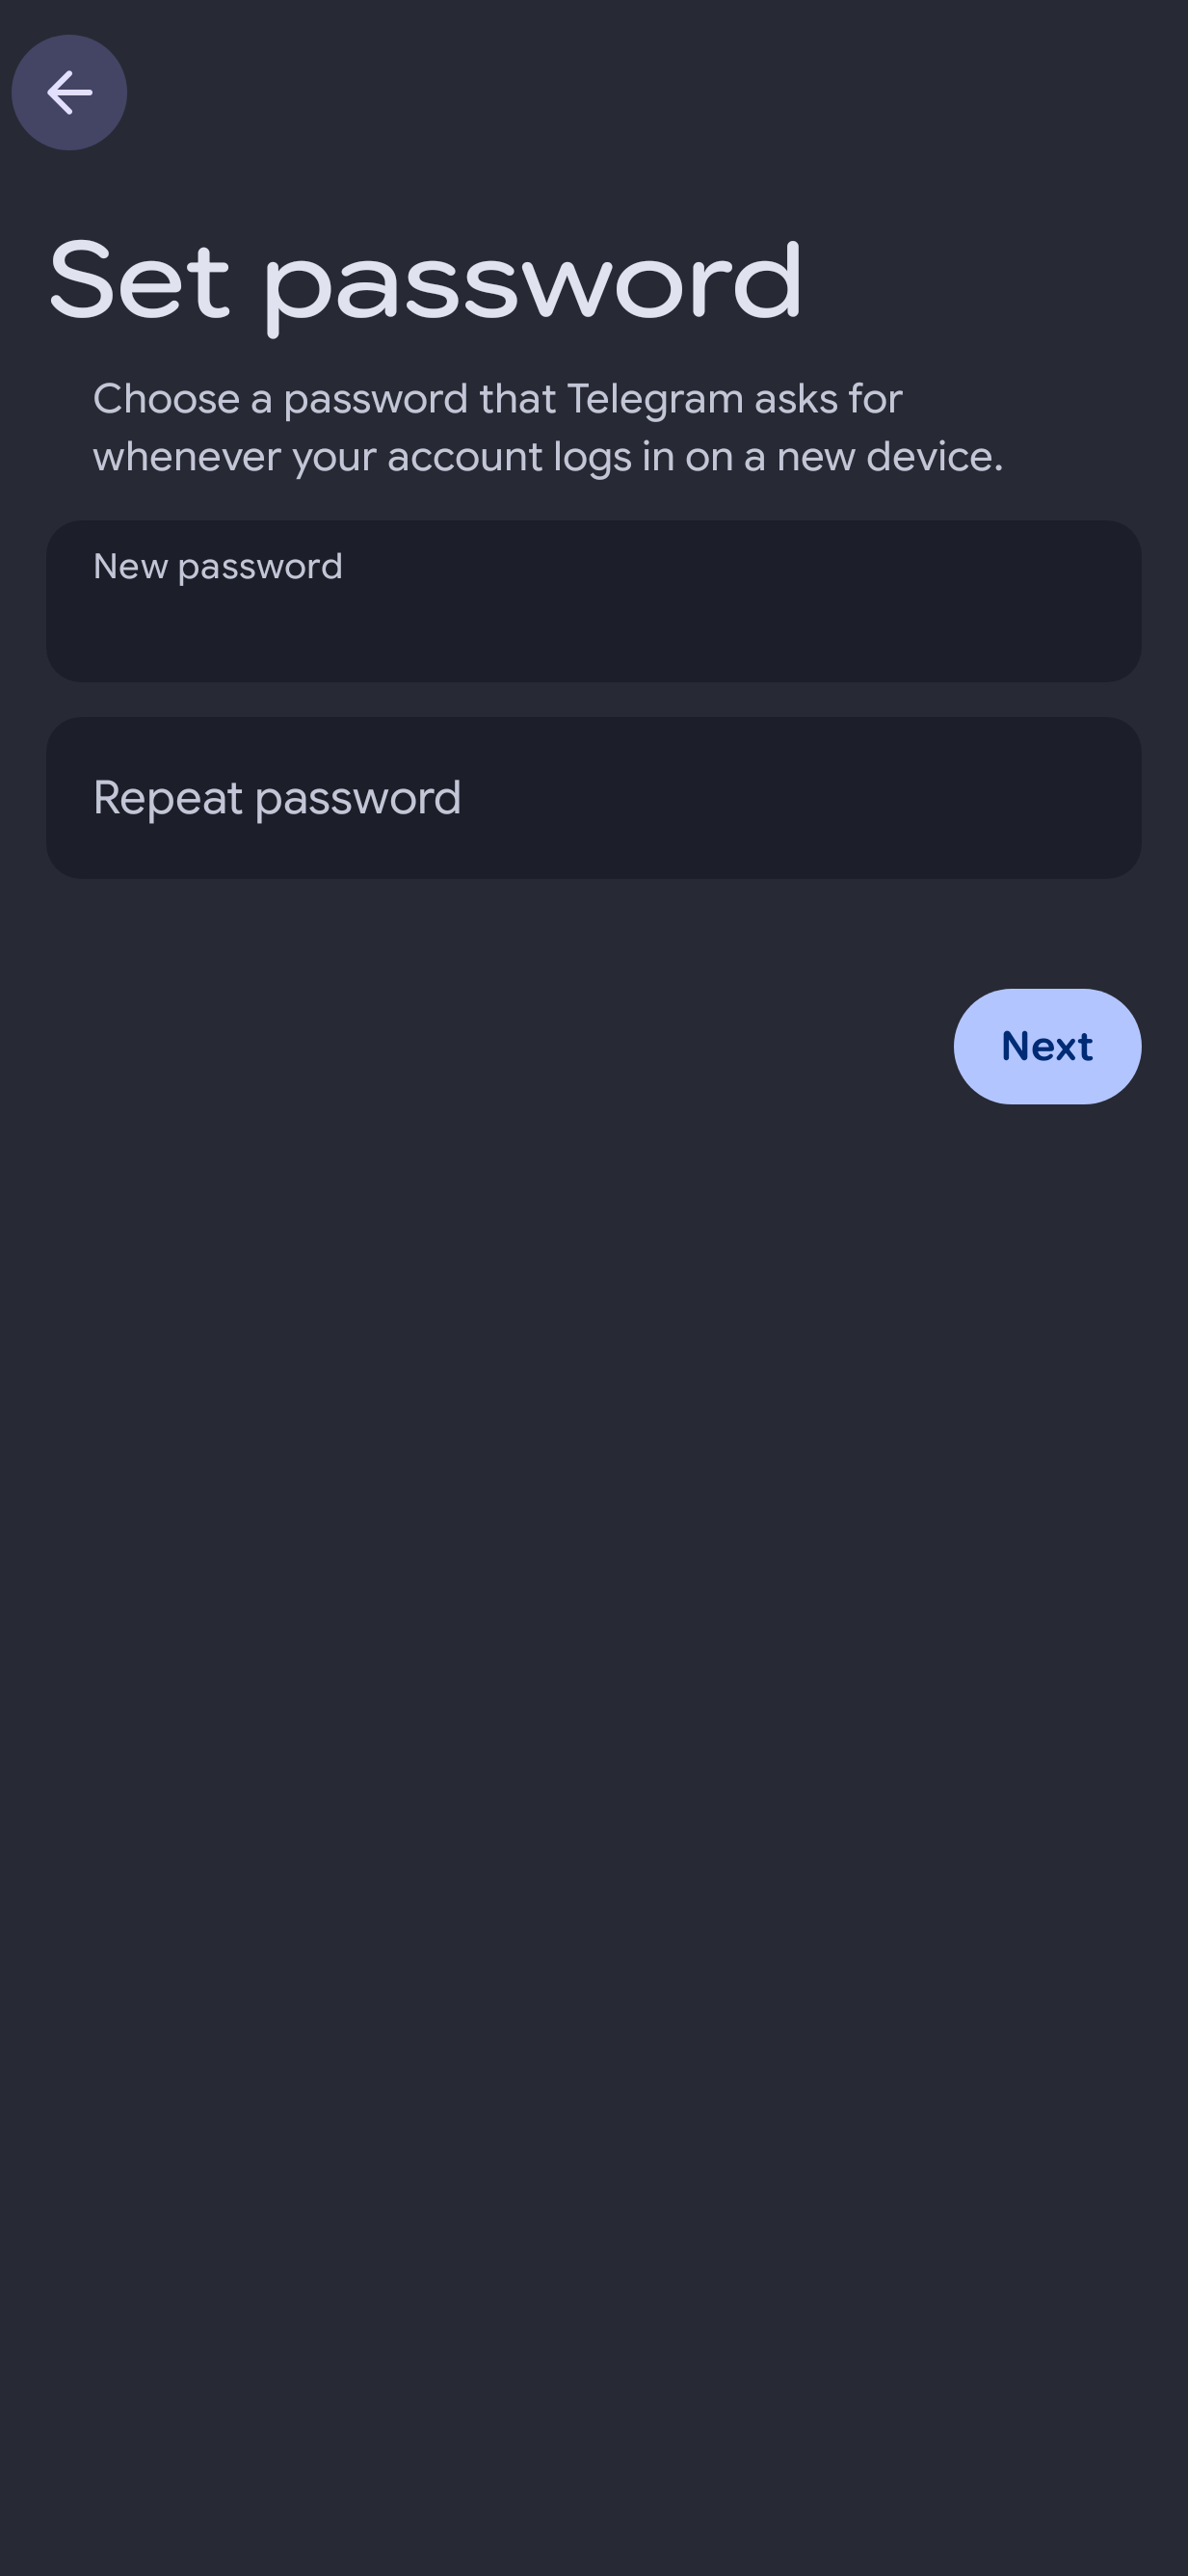 Set password
Choose a password that Telegram asks for
whenever your account logs in on a new device.
New password
Repeat password
Next